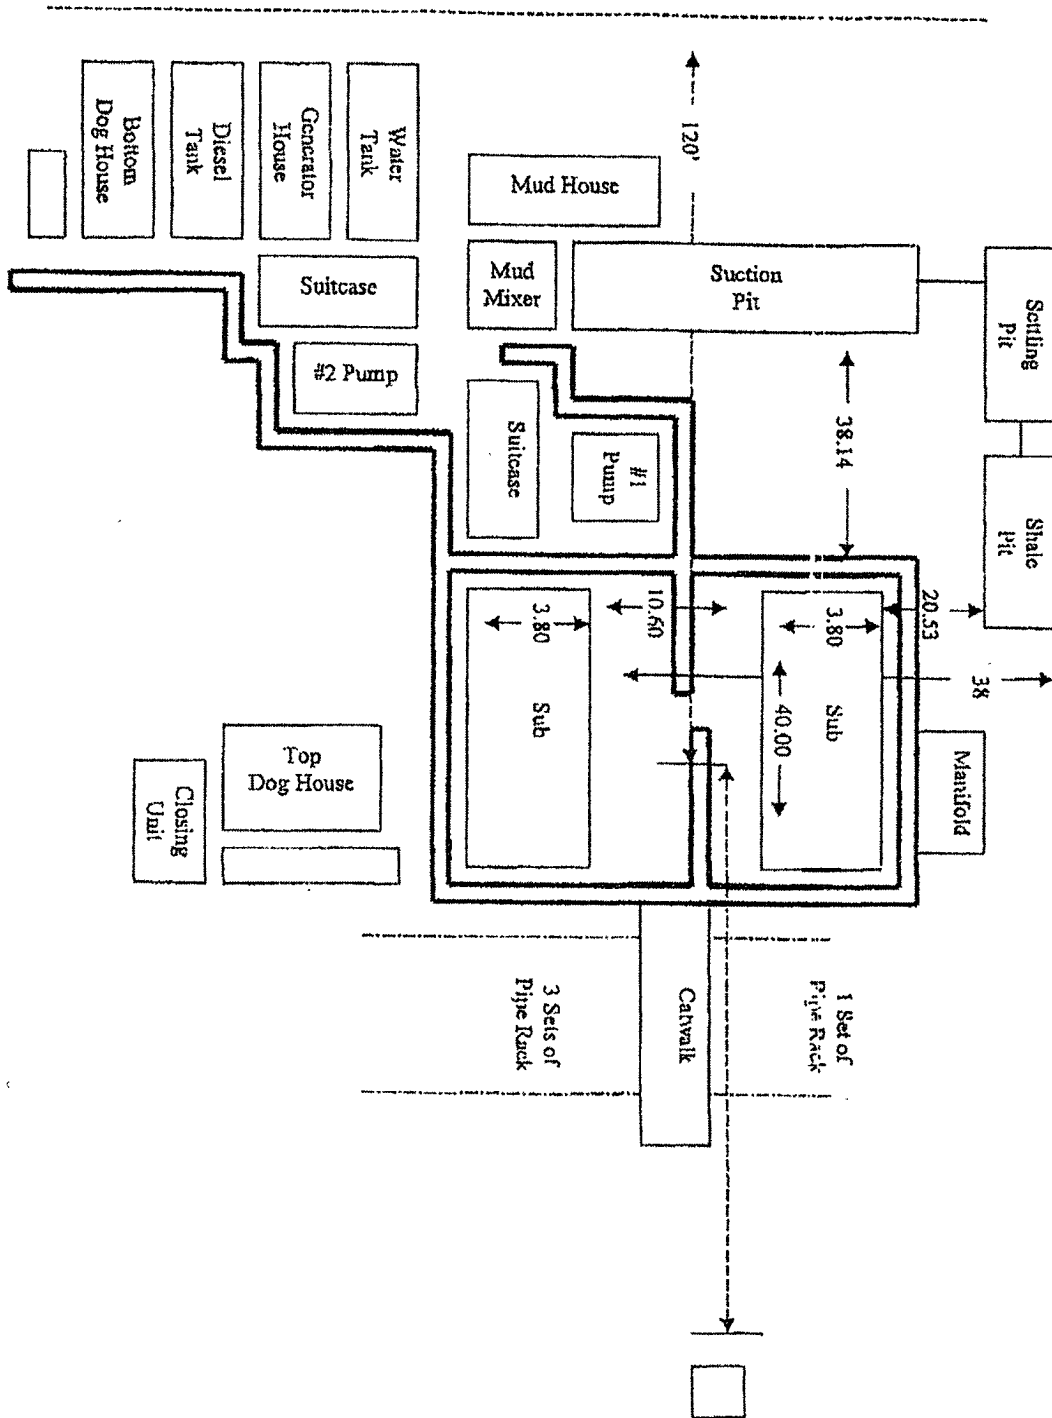 Bottom
Dog House
Diesel
Tank
Generator
House
Water
Tank
Mud House
120'
Suitcase
Mud
Mixer
Suction
Pit
Settling
Pit
#2 Pump
Suitcase
#1
Pump
38.14
Shale
Pit
3.80
Sub
10.60
3.80
Sub
40.00
20.53
38
Manifold
Top
Dog House
Closing
Unit
3 Sets of
Pipe Rack
Catwalk
1 Set of
Pipe Rack